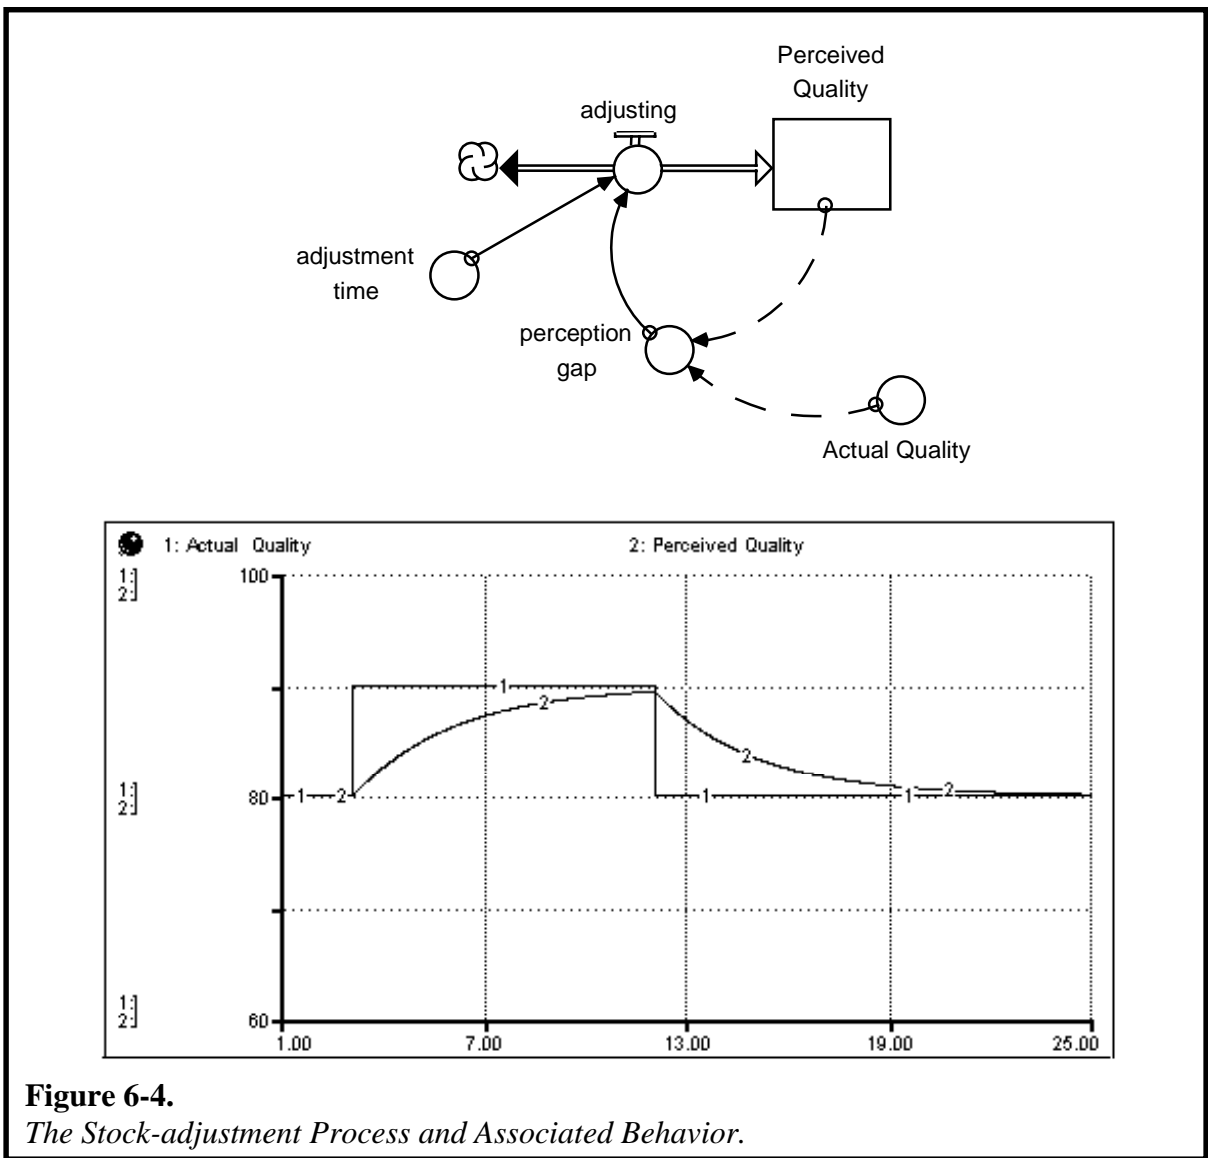 Perceived
Quality
adjusting
adjustment
time
perception
gap
Actual Quality
1: Actual Quality 2: Perceived Quality
1:] 100
2:]
1 2
1 2
1:] 80 1 2 1 1 2
2:]
1:] 60
2:]
1.00 7.00 13.00 19.00 25.00
Figure 6-4.
The Stock-adjustment Process and Associated Behavior.